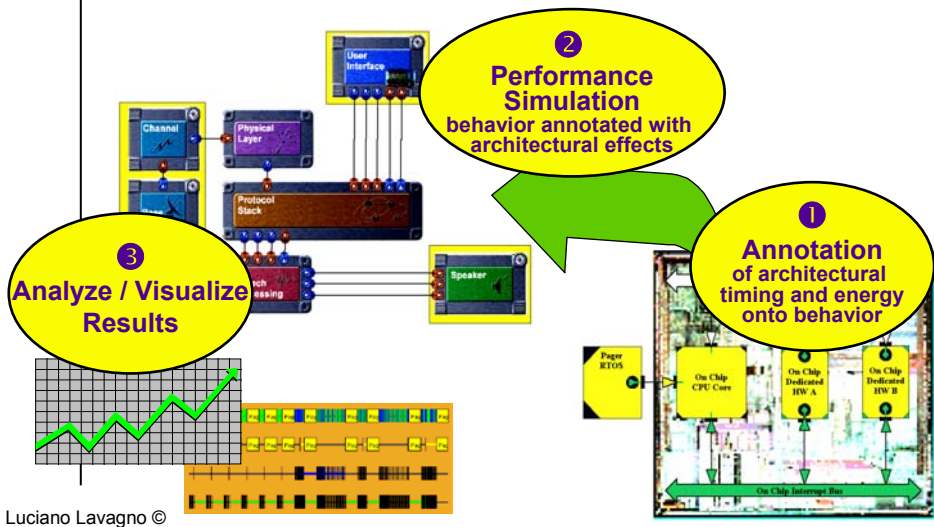 ❷
Performance
Simulation
behavior annotated with
architectural effects
User
Interface
Channel
Physical
Layer
Protocol
Stack
❶
Annotation
of architectural
timing and energy
onto behavior
❸
Analyze / Visualize
Results
Speaker
Pager
RTOS
On Chip
CPU Core
On Chip
Dedicated
HW A
On Chip
Dedicated
HW B
On Chip Interrupt Bus
Luciano Lavagno ©